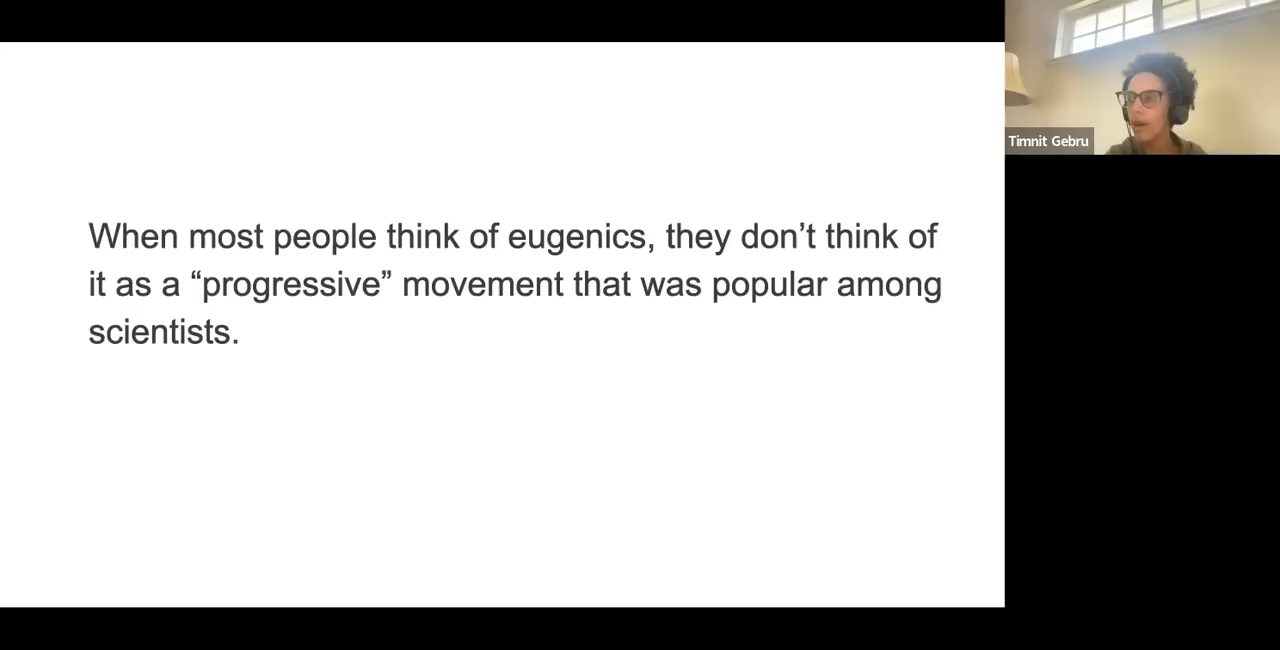 When most people think of eugenics, they don’t think of
it as a “progressive” movement that was popular among
scientists.
Timnit Gebru